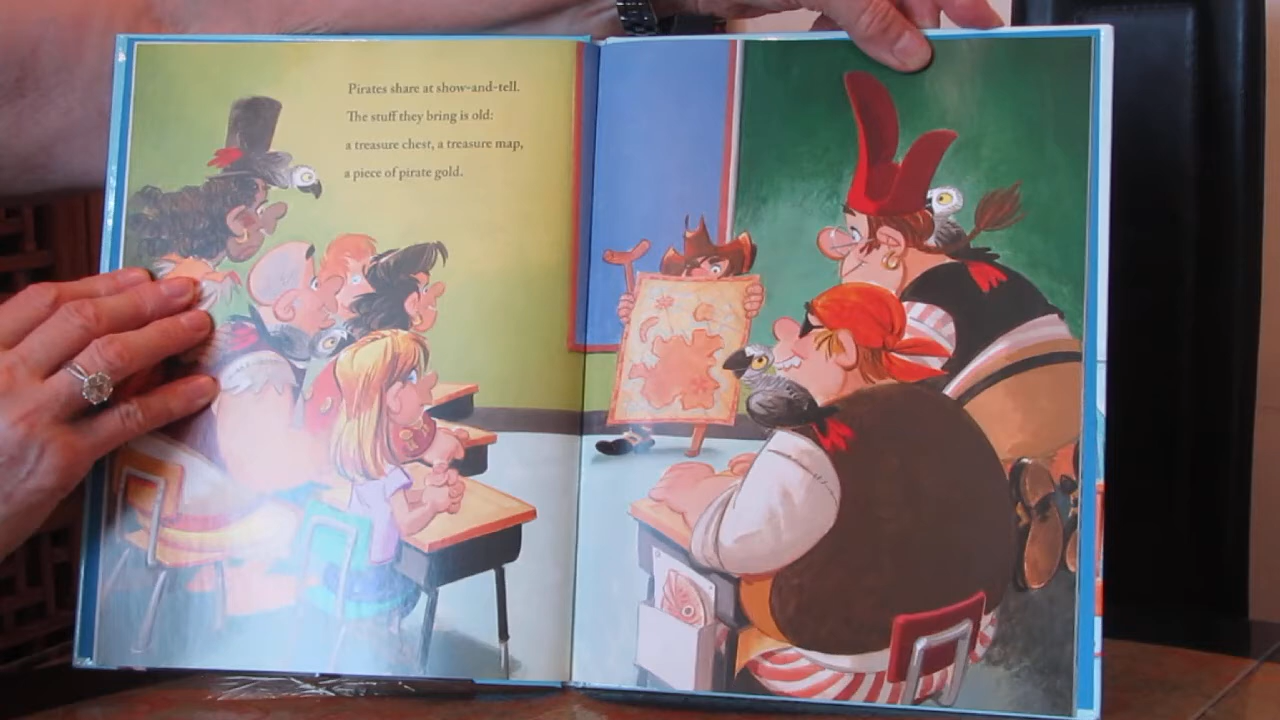 Pirates share at show-and-tell.
The stuff they bring is old:
a treasure chest, a treasure map,
a piece of pirate gold.